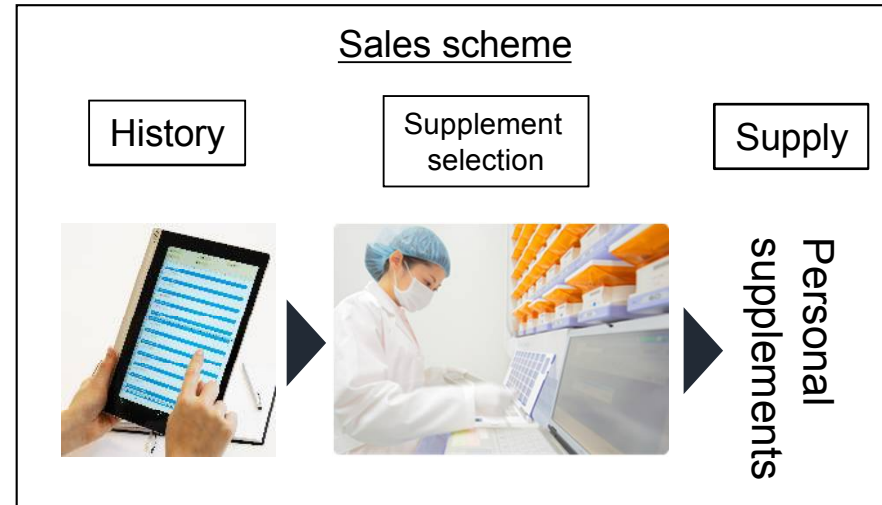 Sales scheme
History
Supplement
selection
Supply
Personal
supplements